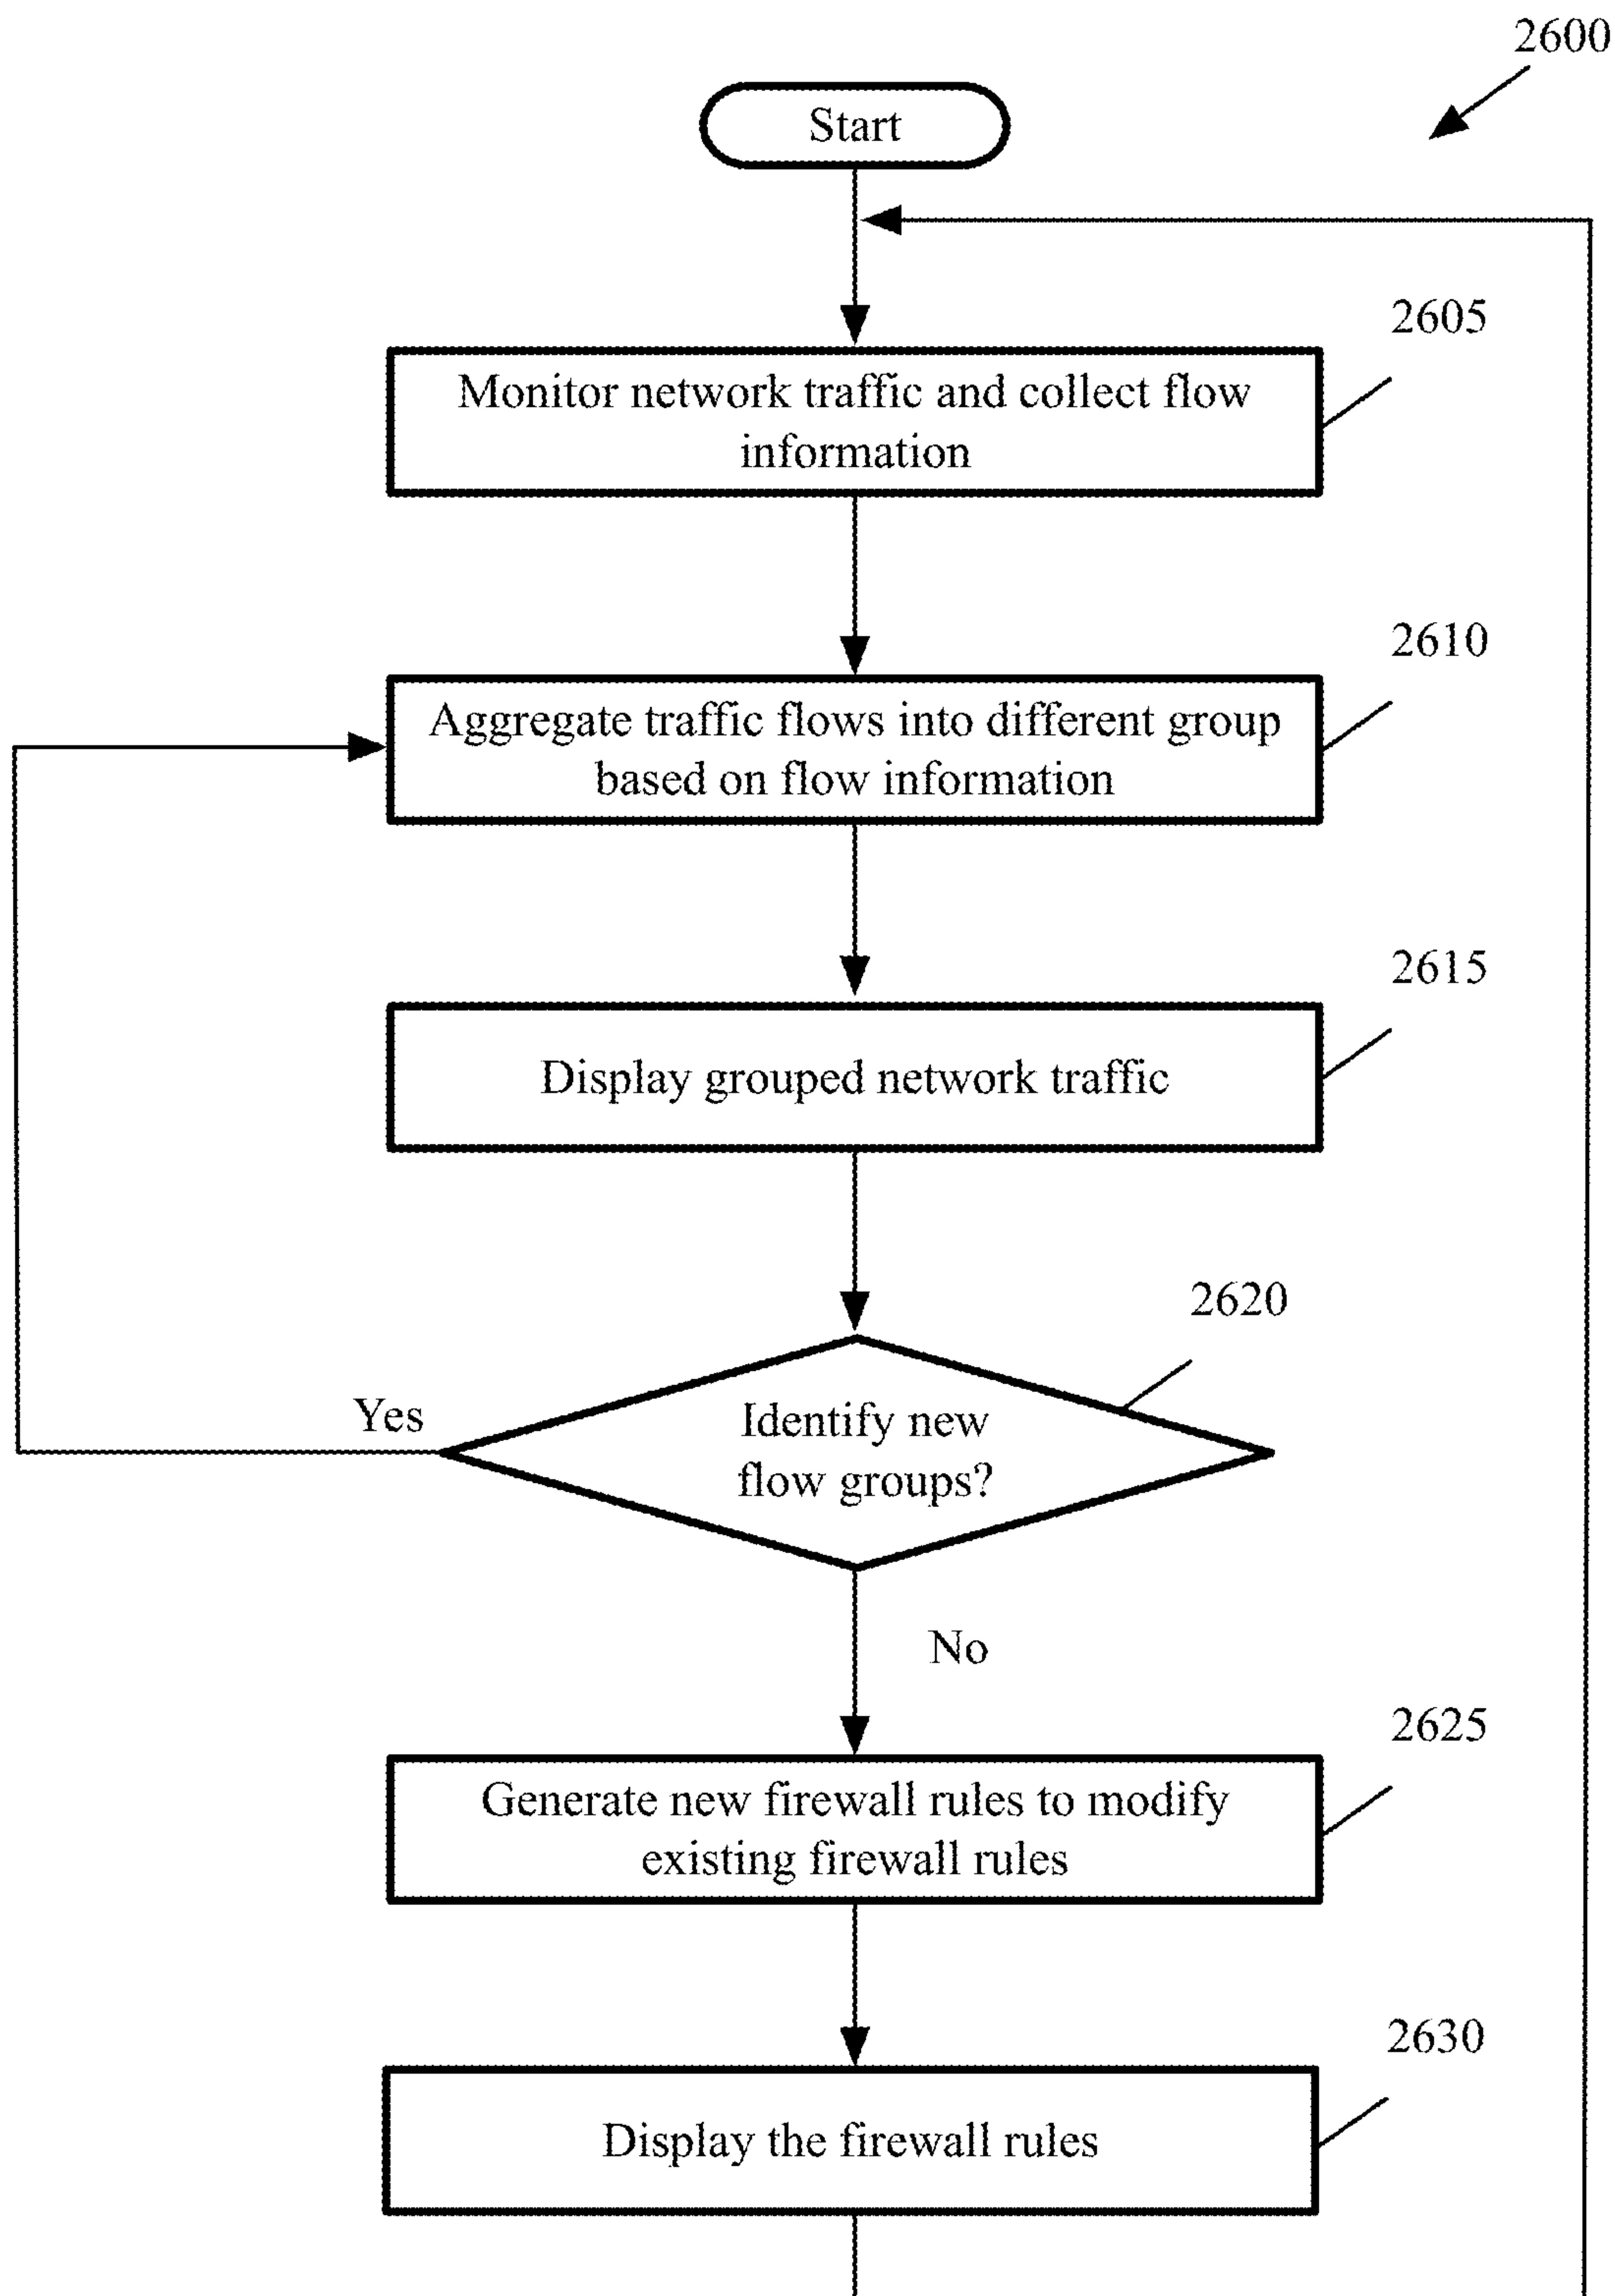 2600
Start
2605
Monitor network traffic and collect flow
information
2610
Aggregate traffic flows into different group
based on flow information
2615
Display grouped network traffic
2620
Yes
Identify new
flow groups?
No
2625
Generate new firewall rules to modify
existing firewall rules
2630
Display the firewall rules